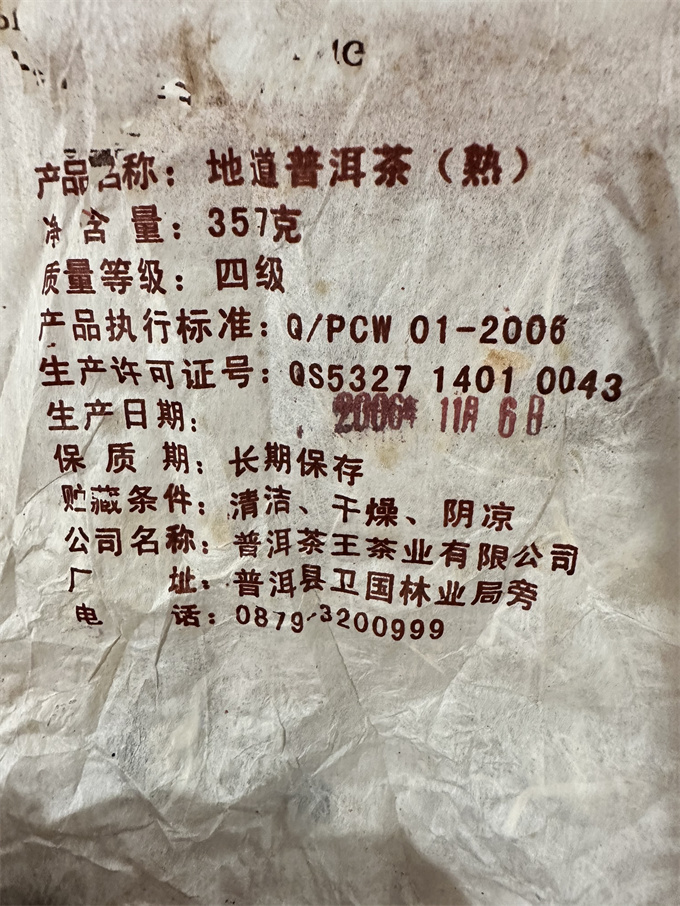 产品名称：地道普洱茶（熟）
净含量：357克
质量等级：四级
产品执行标准：Q/PCW 01-2006
生产许可证号：QS5327 1401 0043
生产日期：2006年 11月 6日
保质期：长期保存
贮藏条件：清洁、干燥、阴凉
公司名称：普洱茶王茶业有限公司
厂址：普洱县卫国林业局旁
电话：0879-3200999